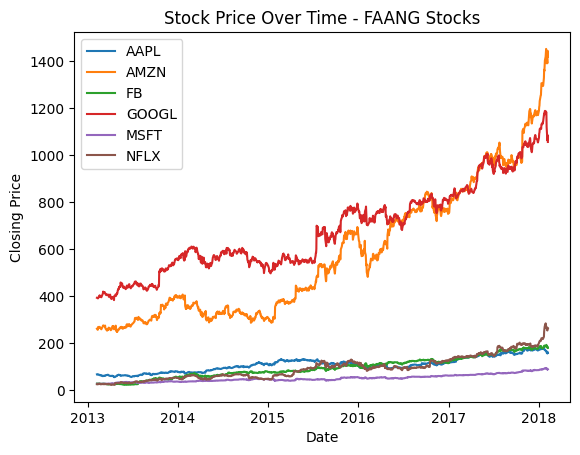 Stock Price Over Time - FAANG Stocks
AAPL
AMZN
FB
GOOGL
MSFT
NFLX
Closing Price
1400
1200
1000
800
600
400
200
0
2013 2014 2015 2016 2017 2018
Date